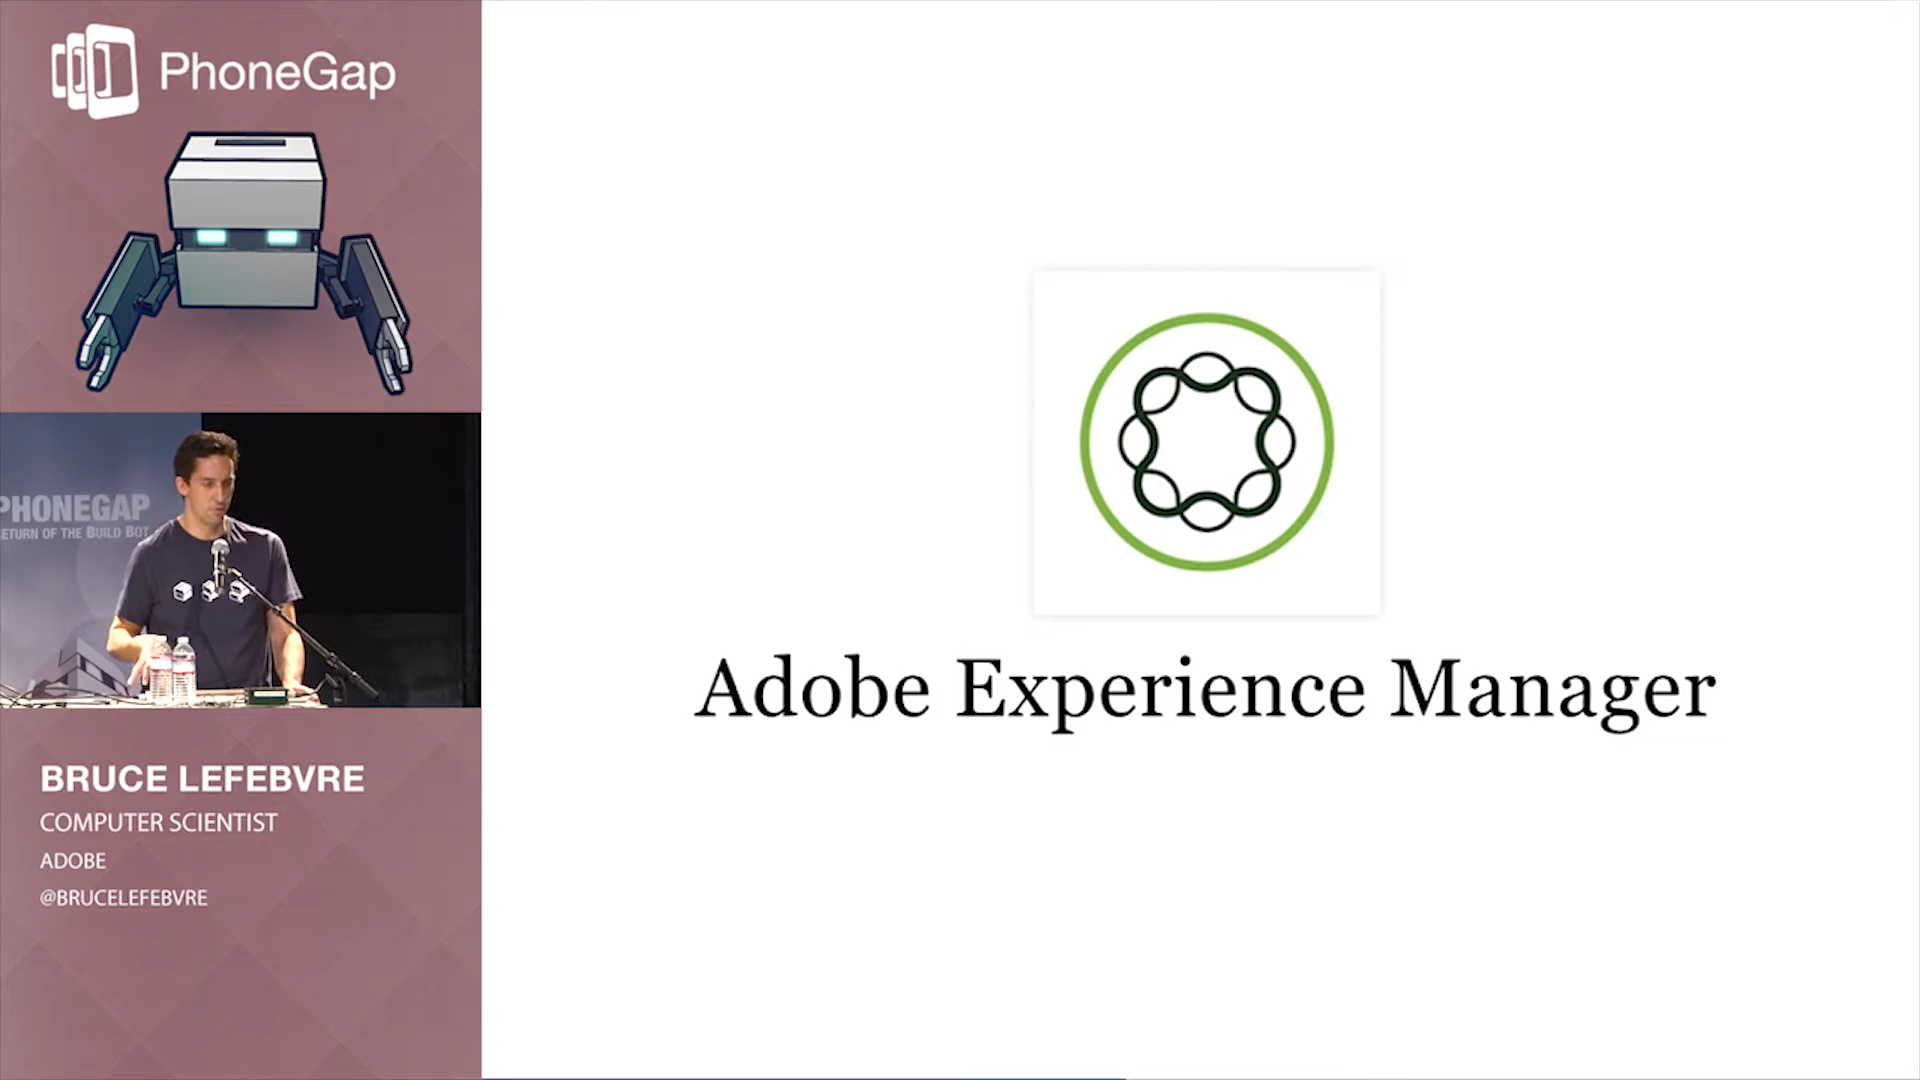 PhoneGap
PHONEGAP
ETURN OF THE BUILD BOT
BRUCE LEFEBVRE
COMPUTER SCIENTIST
ADOBE
@BRUCELEFEBVRE
Adobe Experience Manager